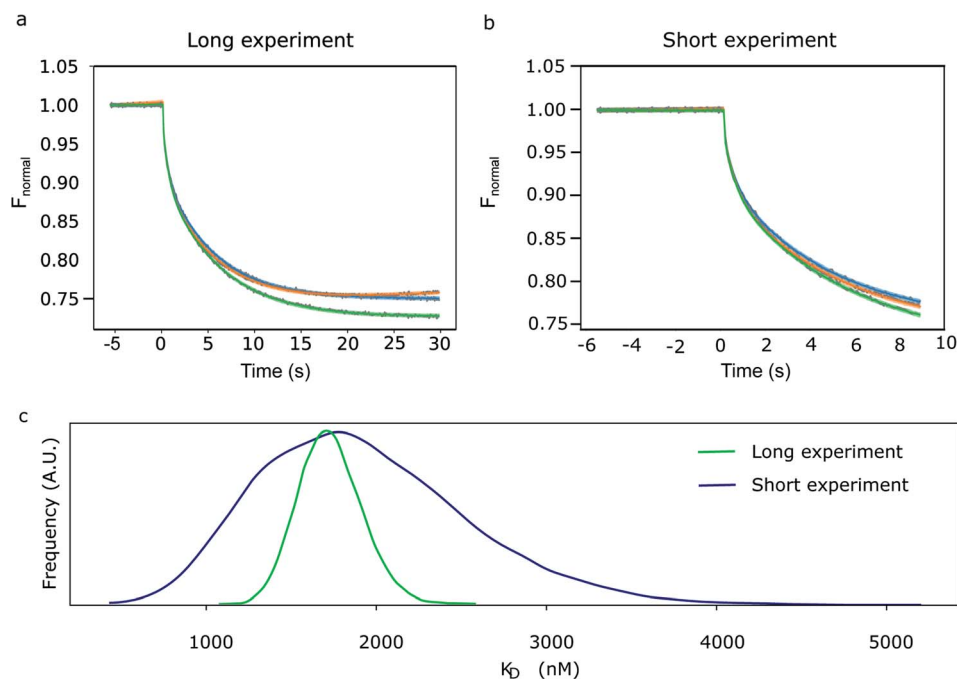 a
Long experiment
F_normal
1.05
1.00
0.95
0.90
0.85
0.80
0.75
-5 0 5 10 15 20 25 30
Time (s)
b
Short experiment
F_normal
1.05
1.00
0.95
0.90
0.85
0.80
0.75
-6 -4 -2 0 2 4 6 8 10
Time (s)
c
Frequency (A.U.)
Long experiment
Short experiment
1000 2000 3000 4000 5000
K_D (nM)